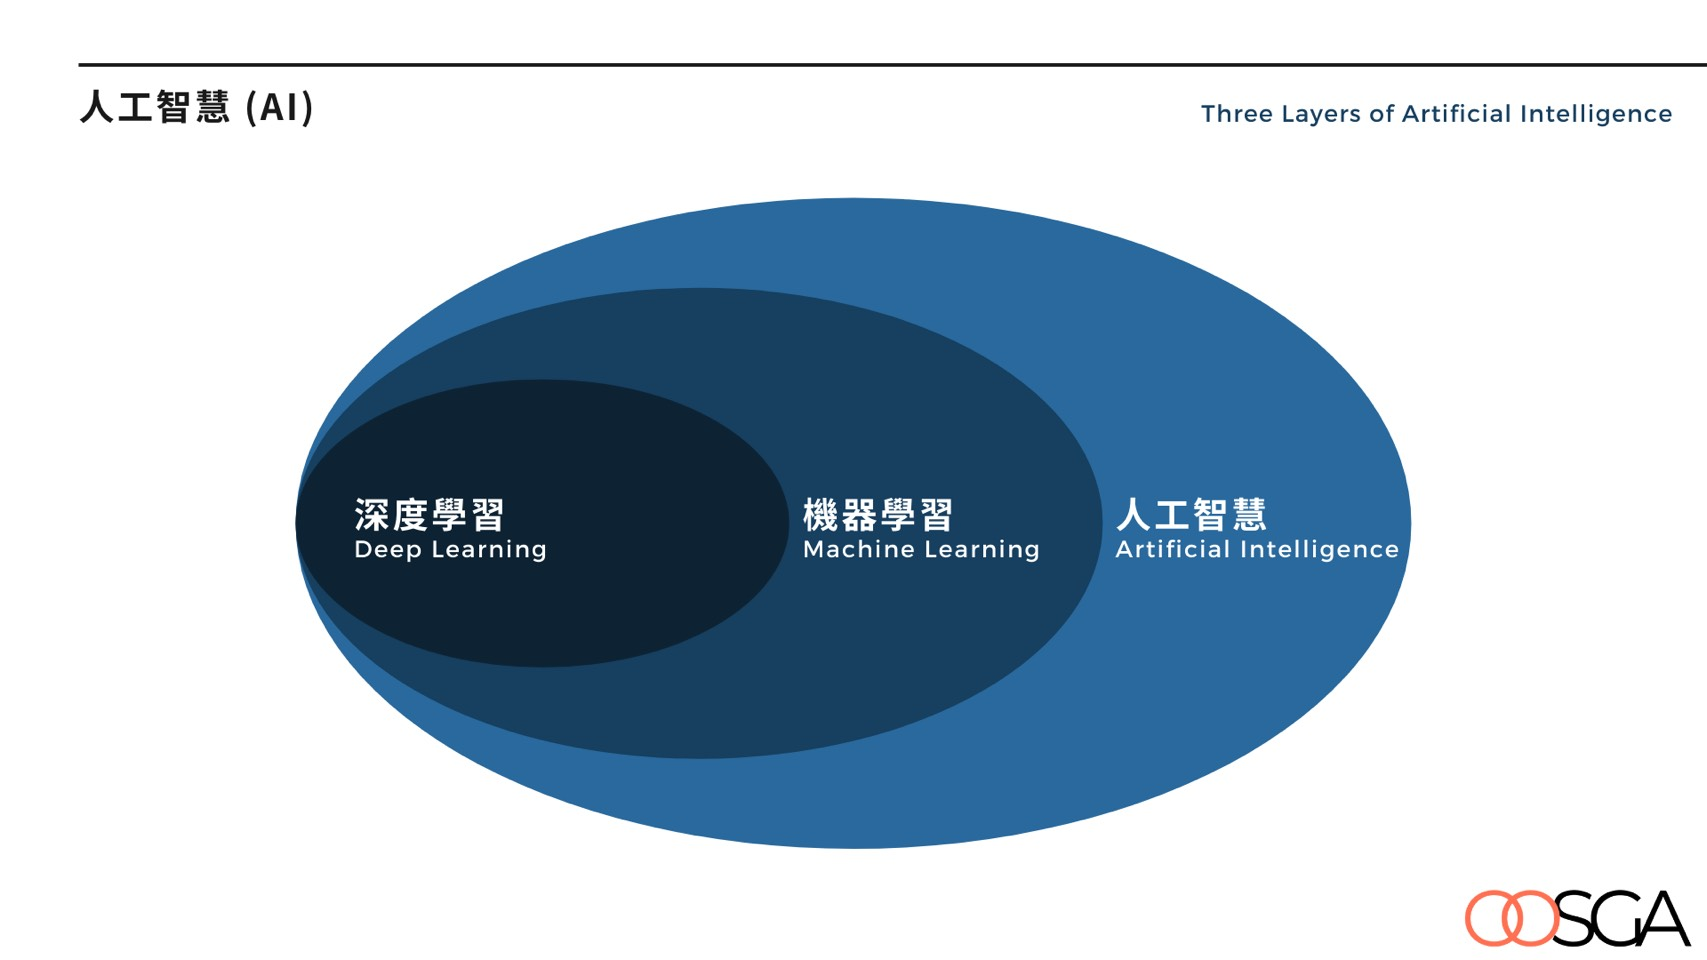 人工智慧 (AI)
Three Layers of Artificial Intelligence
深度學習
Deep Learning
機器學習
Machine Learning
人工智慧
Artificial Intelligence
OOSGA